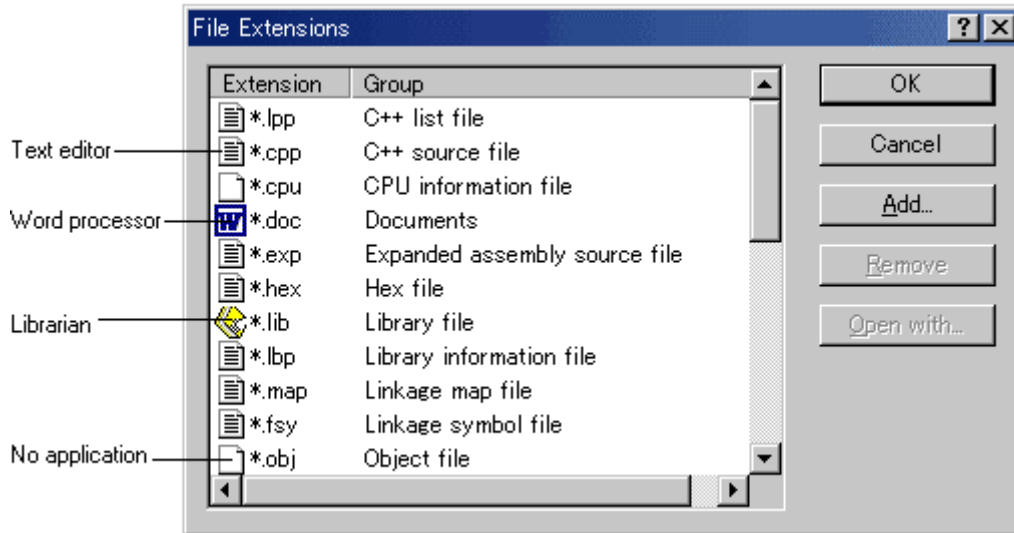 File Extensions
Extension Group
*.lpp C++ list file
*.cpp C++ source file
*.cpu CPU information file
*.doc Documents
*.exp Expanded assembly source file
*.hex Hex file
*.lib Library file
*.lbp Library information file
*.map Linkage map file
*.fsy Linkage symbol file
*.obj Object file
OK
Cancel
Add...
Remove
Open with...
Text editor
Word processor
Librarian
No application